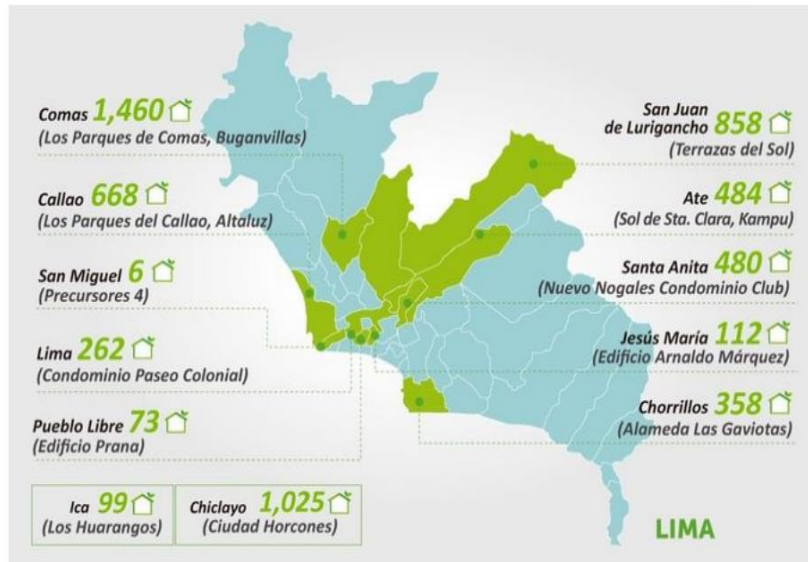 Comas 1,460
(Los Parques de Comas, Buganvillas)
Callao 668
(Los Parques del Callao, Altaluz)
San Miguel 6
(Precursores 4)
Lima 262
(Condominio Paseo Colonial)
Pueblo Libre 73
(Edificio Prana)
Ica 99
(Los Huarangos)
Chiclayo 1,025
(Ciudad Horcones)
San Juan
de Lurigancho 858
(Terrazas del Sol)
Ate 484
(Sol de Sta. Clara, Kampu)
Santa Anita 480
(Nuevo Nogales Condominio Club)
Jesús María 112
(Edificio Arnaldo Márquez)
Chorrillos 358
(Alameda Las Gaviotas)
LIMA